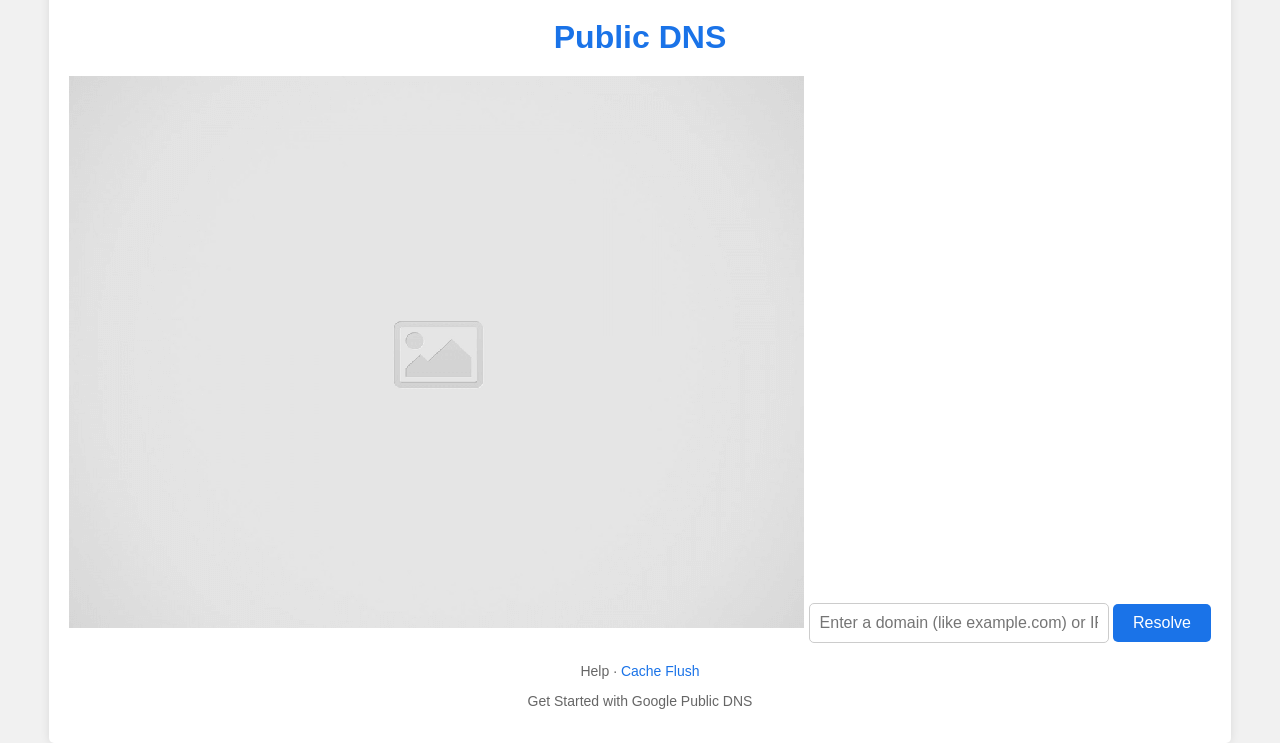 Public DNS
Enter a domain (like example.com) or IF Resolve
Help · Cache Flush
Get Started with Google Public DNS